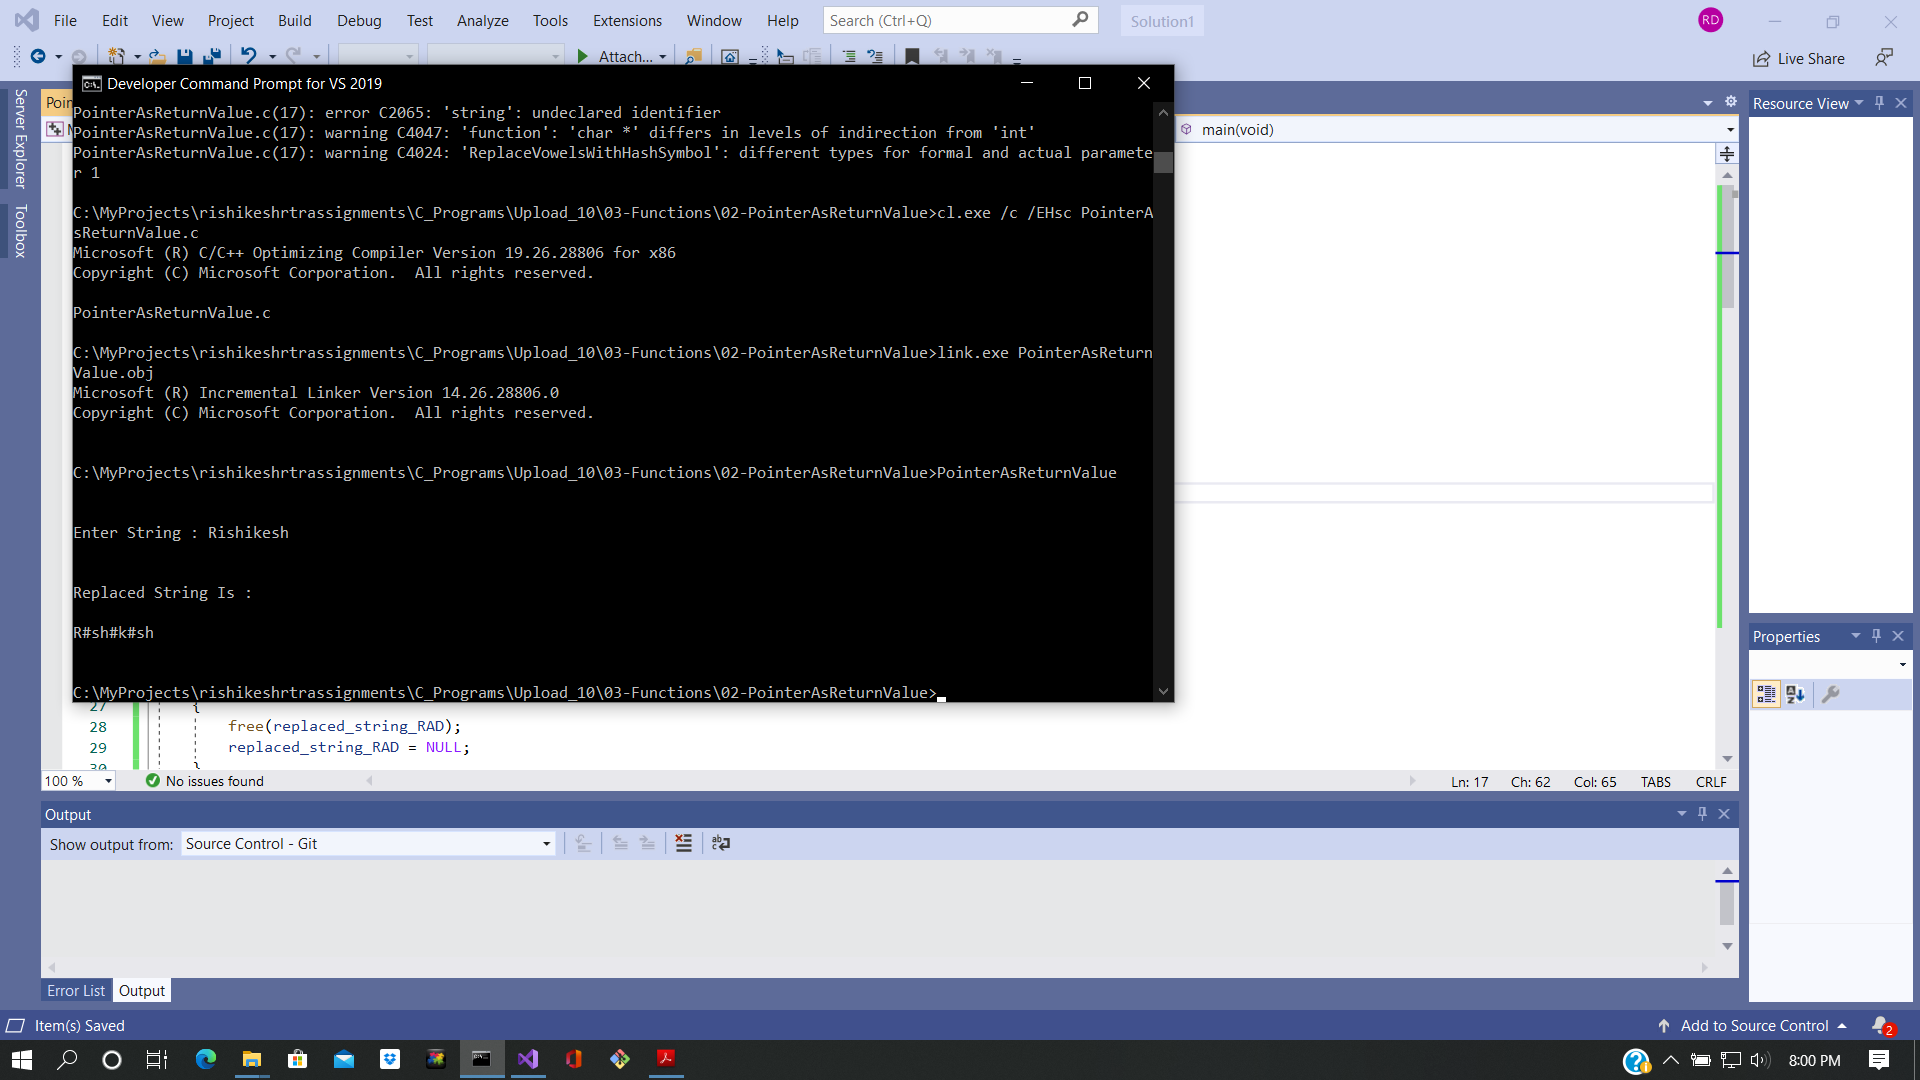 File Edit View Project Build Debug Test Analyze Tools Extensions Window Help Search (Ctrl+Q) Solution1 RD
Attach... Live Share
Developer Command Prompt for VS 2019
Server Explorer
Toolbox
Poin
PointerAsReturnValue.c(17): error C2065: 'string': undeclared identifier
PointerAsReturnValue.c(17): warning C4047: 'function': 'char *' differs in levels of indirection from 'int'
PointerAsReturnValue.c(17): warning C4024: 'ReplaceVowelsWithHashSymbol': different types for formal and actual paramete
r 1
C:\MyProjects\rishikeshrtrassignments\C_Programs\Upload_10\03-Functions\02-PointerAsReturnValue>cl.exe /c /EHsc PointerA
sReturnValue.c
Microsoft (R) C/C++ Optimizing Compiler Version 19.26.28806 for x86
Copyright (C) Microsoft Corporation.  All rights reserved.
PointerAsReturnValue.c
C:\MyProjects\rishikeshrtrassignments\C_Programs\Upload_10\03-Functions\02-PointerAsReturnValue>link.exe PointerAsReturn
Value.obj
Microsoft (R) Incremental Linker Version 14.26.28806.0
Copyright (C) Microsoft Corporation.  All rights reserved.
C:\MyProjects\rishikeshrtrassignments\C_Programs\Upload_10\03-Functions\02-PointerAsReturnValue>PointerAsReturnValue
Enter String : Rishikesh
Replaced String Is :
R#sh#k#sh
C:\MyProjects\rishikeshrtrassignments\C_Programs\Upload_10\03-Functions\02-PointerAsReturnValue>
main(void)
Resource View
Properties
27 {
28 free(replaced_string_RAD);
29 replaced_string_RAD = NULL;
30 }
100 % No issues found Ln: 17 Ch: 62 Col: 65 TABS CRLF
Output
Show output from: Source Control - Git
Error List Output
Item(s) Saved Add to Source Control 2
8:00 PM